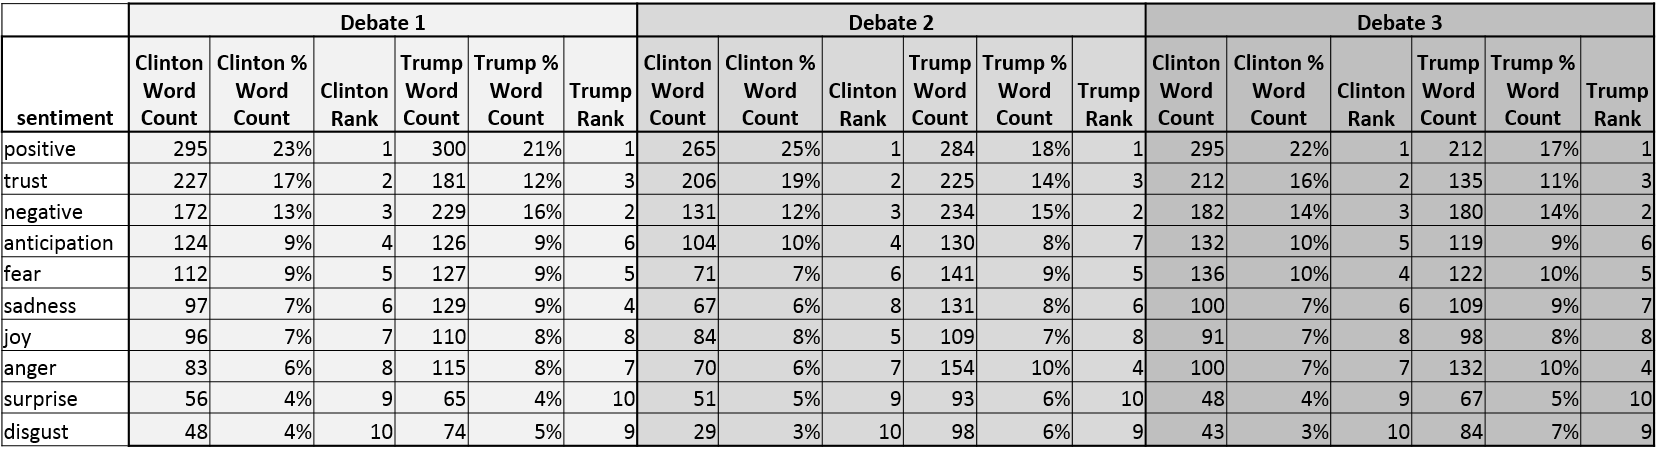 Debate 1 Debate 2 Debate 3
sentiment Clinton Word Count Clinton % Word Count Clinton Rank Trump Word Count Trump % Word Count Trump Rank Clinton Word Count Clinton % Word Count Clinton Rank Trump Word Count Trump % Word Count Trump Rank Clinton Word Count Clinton % Word Count Clinton Rank Trump Word Count Trump % Word Count Trump Rank
positive 295 23% 1 300 21% 1 265 25% 1 284 18% 1 295 22% 1 212 17% 1
trust 227 17% 2 181 12% 3 206 19% 2 225 14% 3 212 16% 2 135 11% 3
negative 172 13% 3 229 16% 2 131 12% 3 234 15% 2 182 14% 3 180 14% 2
anticipation 124 9% 4 126 9% 6 104 10% 4 130 8% 7 132 10% 5 119 9% 6
fear 112 9% 5 127 9% 5 71 7% 6 141 9% 5 136 10% 4 122 10% 5
sadness 97 7% 6 129 9% 4 67 6% 8 131 8% 6 100 7% 6 109 9% 7
joy 96 7% 7 110 8% 8 84 8% 5 109 7% 8 91 7% 8 98 8% 8
anger 83 6% 8 115 8% 7 70 6% 7 154 10% 4 100 7% 7 132 10% 4
surprise 56 4% 9 65 4% 10 51 5% 9 93 6% 10 48 4% 9 67 5% 10
disgust 48 4% 10 74 5% 9 29 3% 10 98 6% 9 43 3% 10 84 7% 9